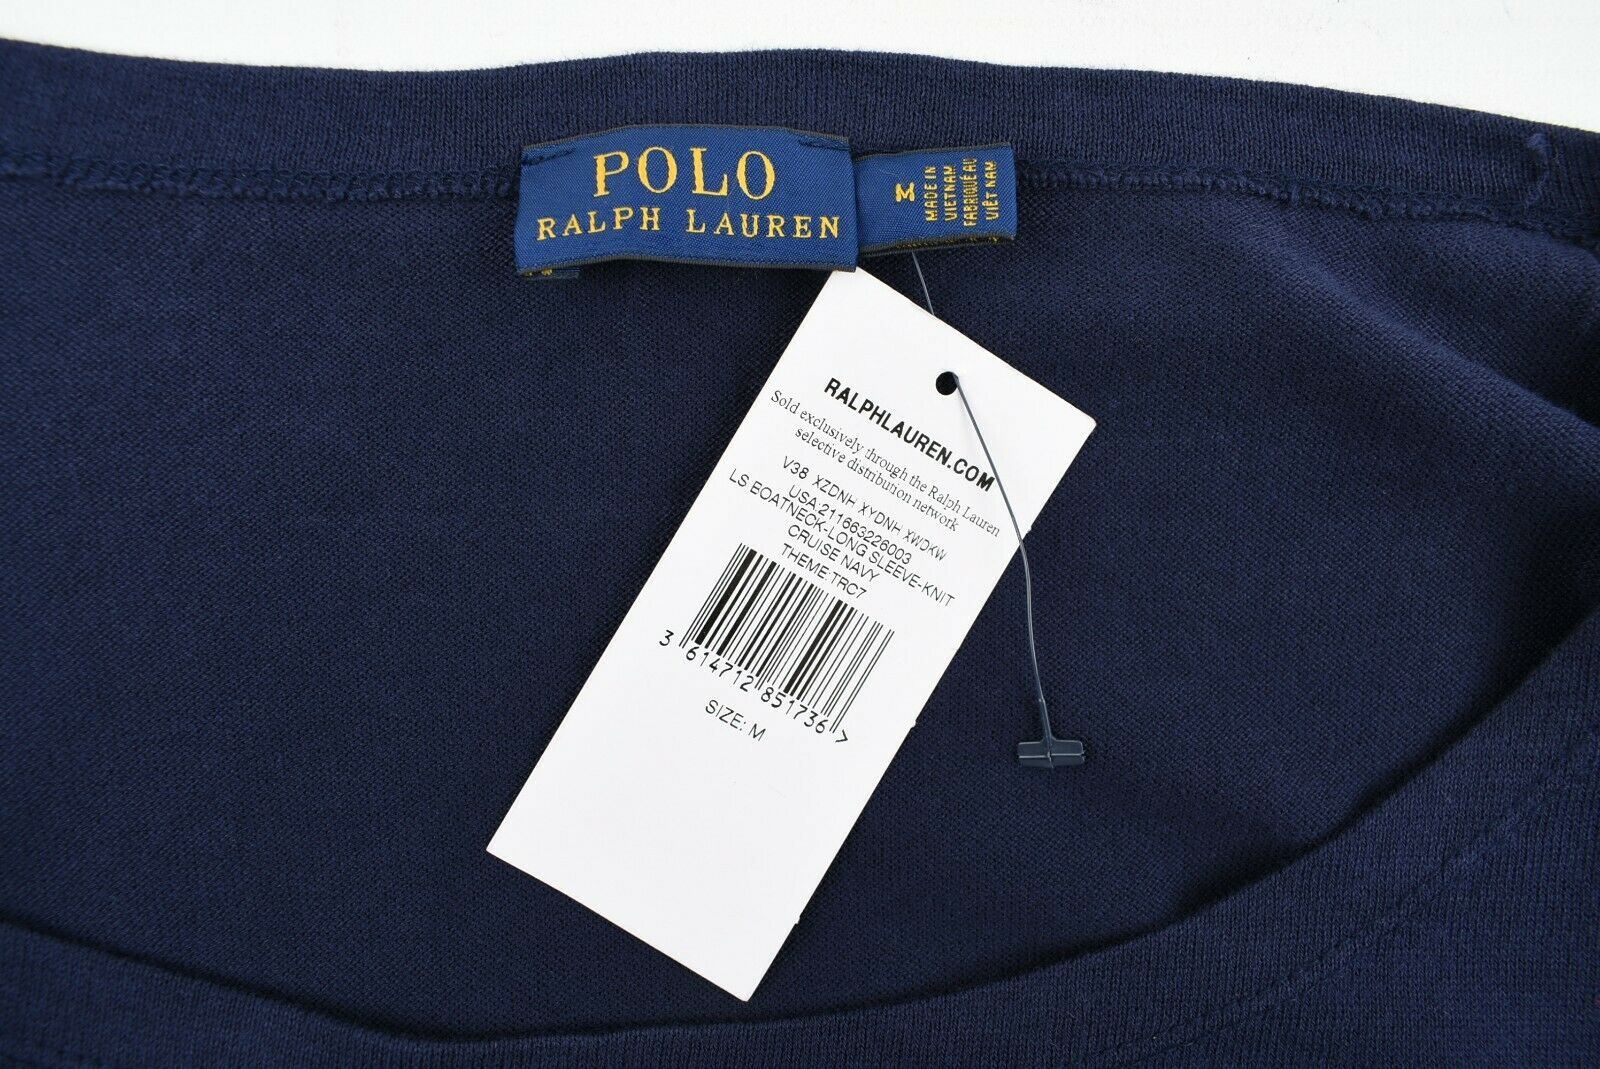 POLO
RALPH LAUREN
M
MADE IN
VIETNAM
FABRIQUÉ AU
VIÊT NAM
RALPHLAUREN.COM
Sold exclusively through the Ralph Lauren
selective distribution network
V38 XZDNH XYDNH XWDKW
USA:211663226003
LS BOATNECK-LONG SLEEVE-KNIT
CRUISE NAVY
THEME:TRC7
3 614712 851736 >
SIZE: M